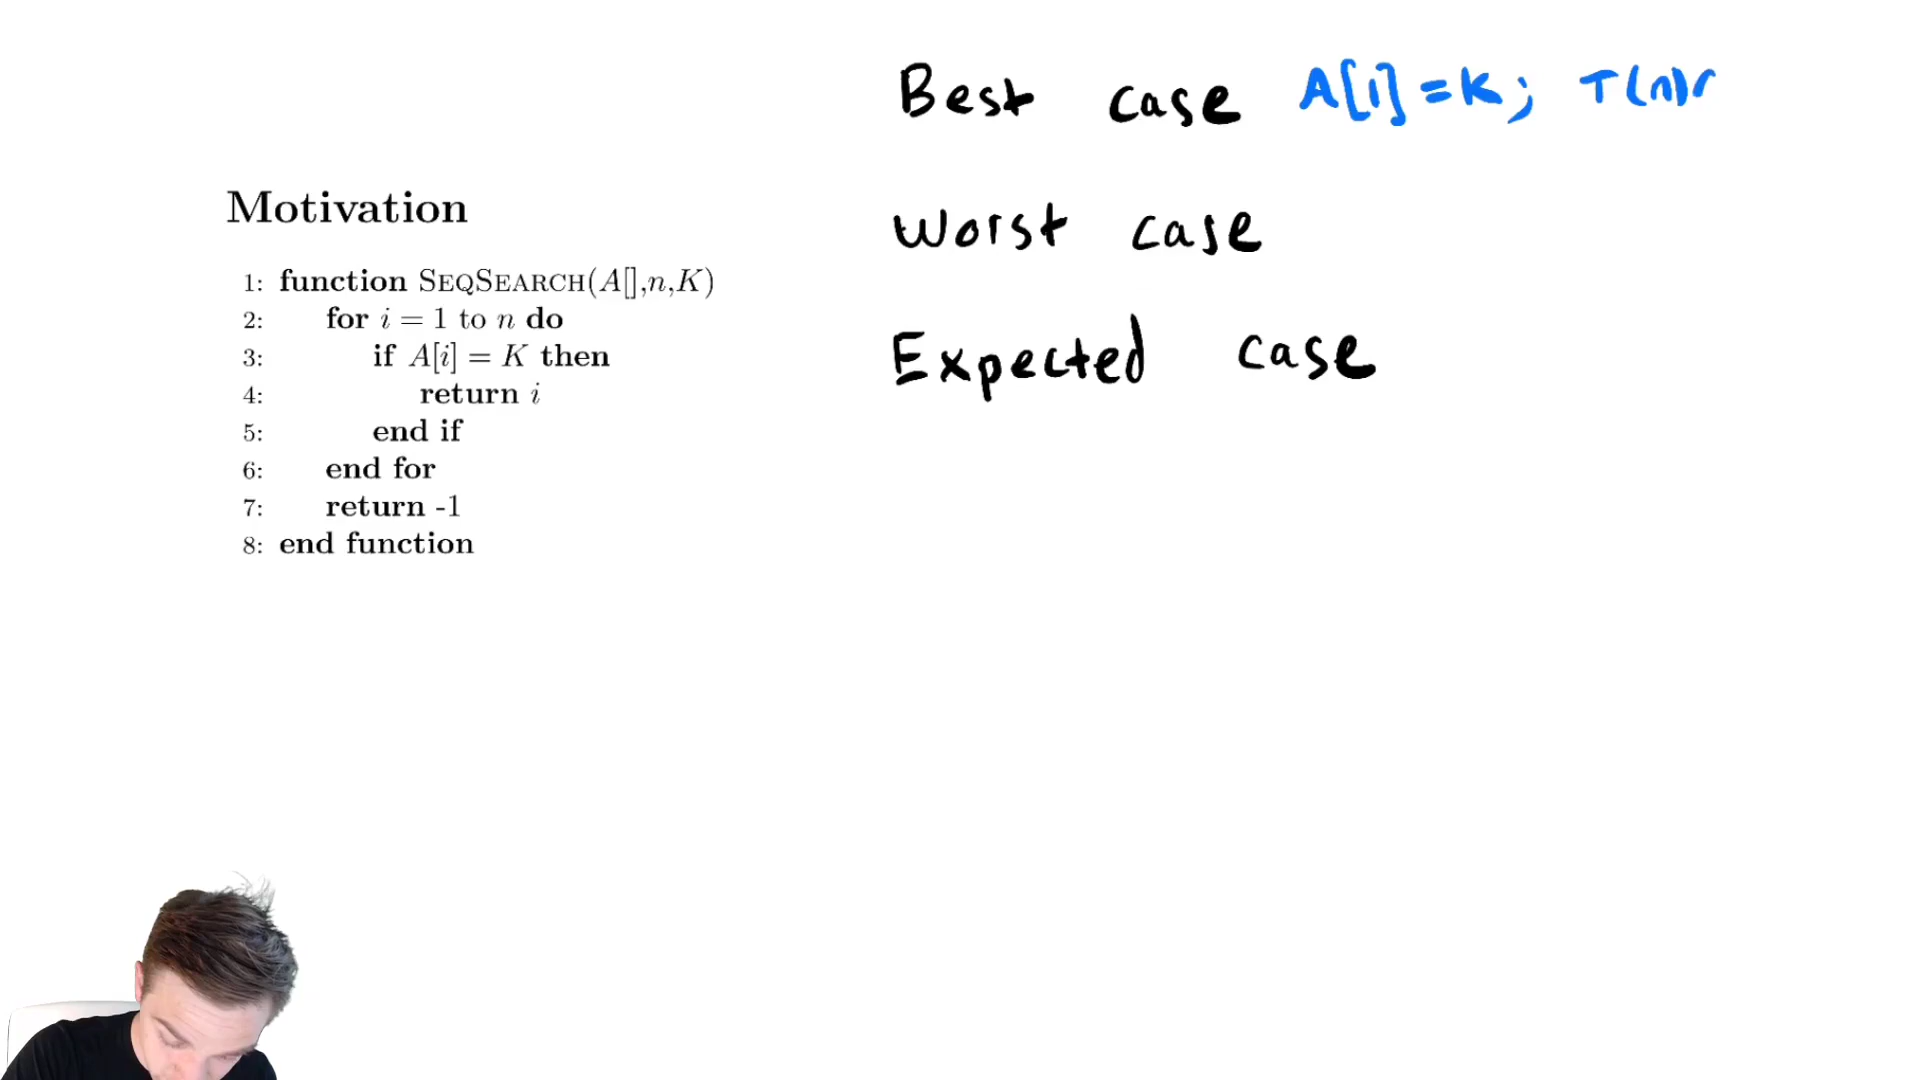 Best case A[1]=K; T(n)
Worst case
Expected case
Motivation
1: function SEQSEARCH(A[],n,K)
2: for i = 1 to n do
3: if A[i] = K then
4: return i
5: end if
6: end for
7: return -1
8: end function